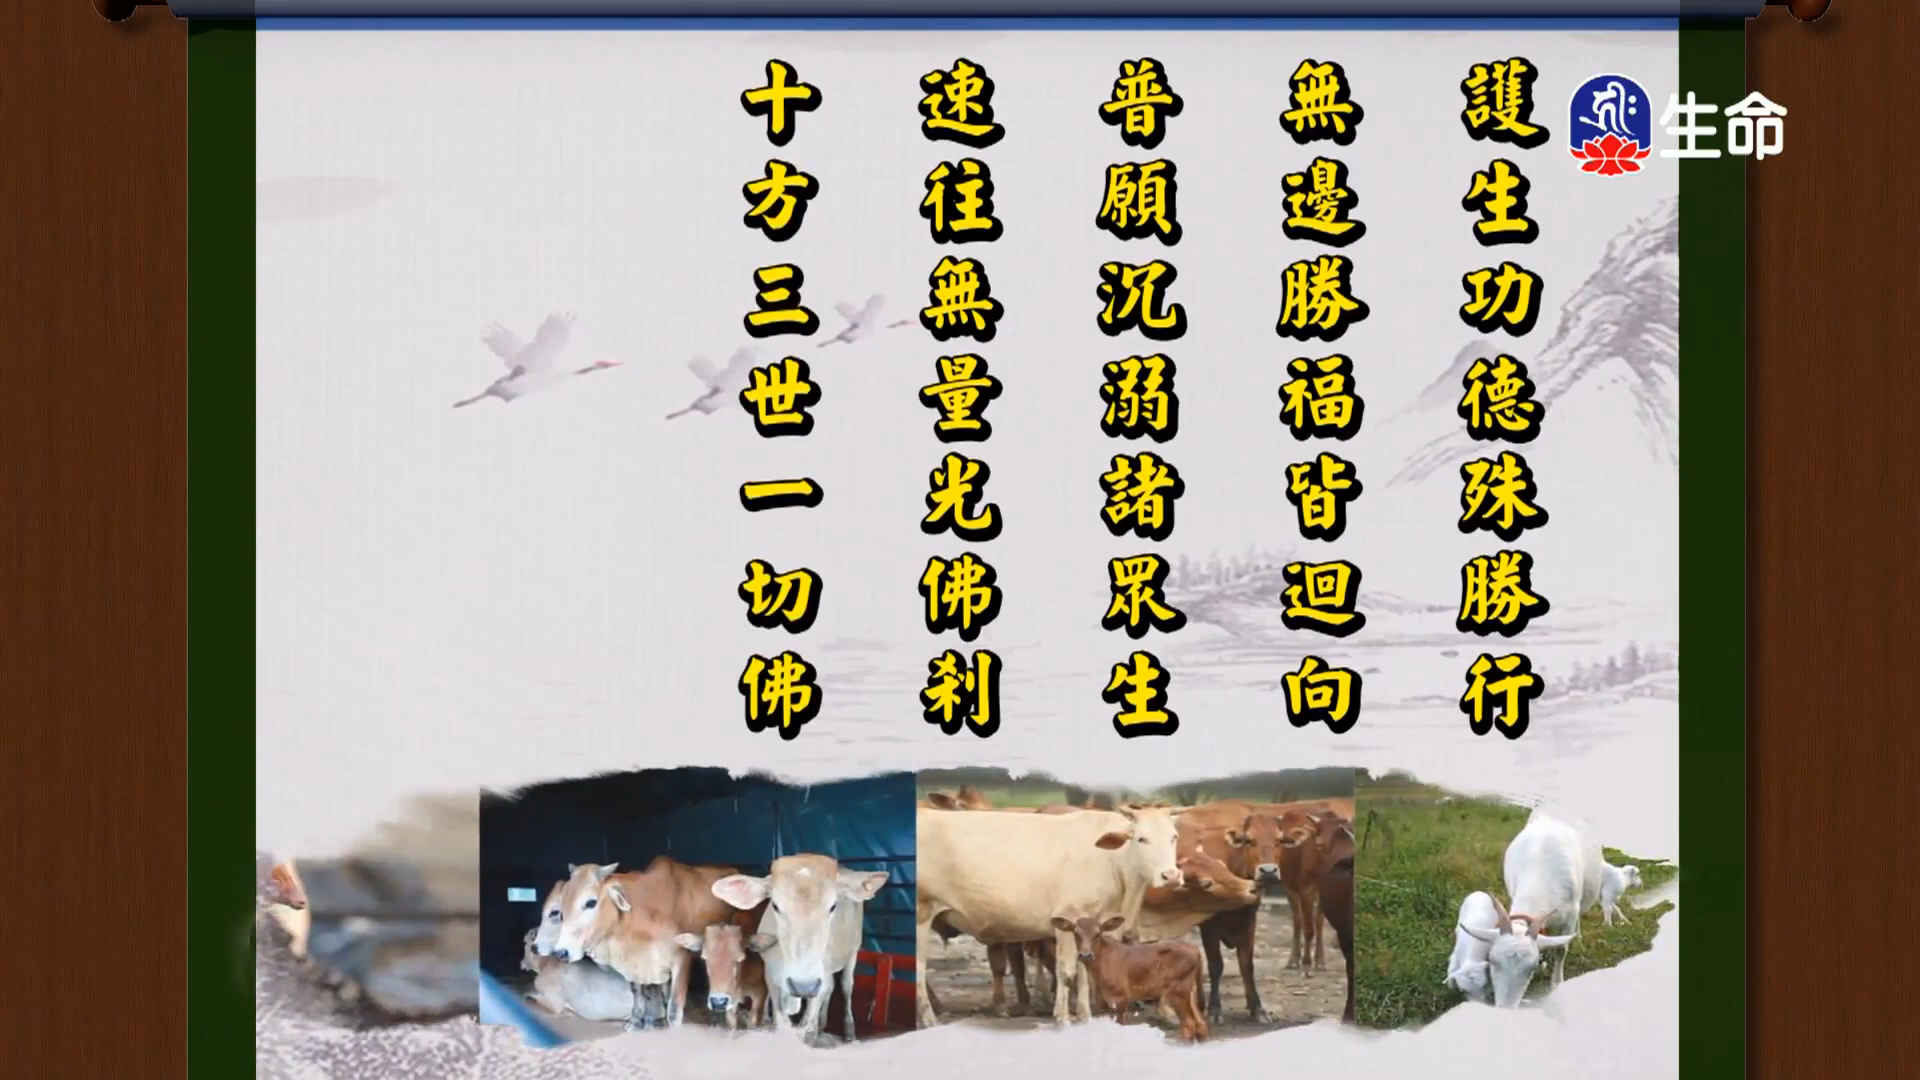 護生功德殊勝行
無邊勝福皆迴向
普願沉溺諸眾生
速往無量光佛剎
十方三世一切佛
生命